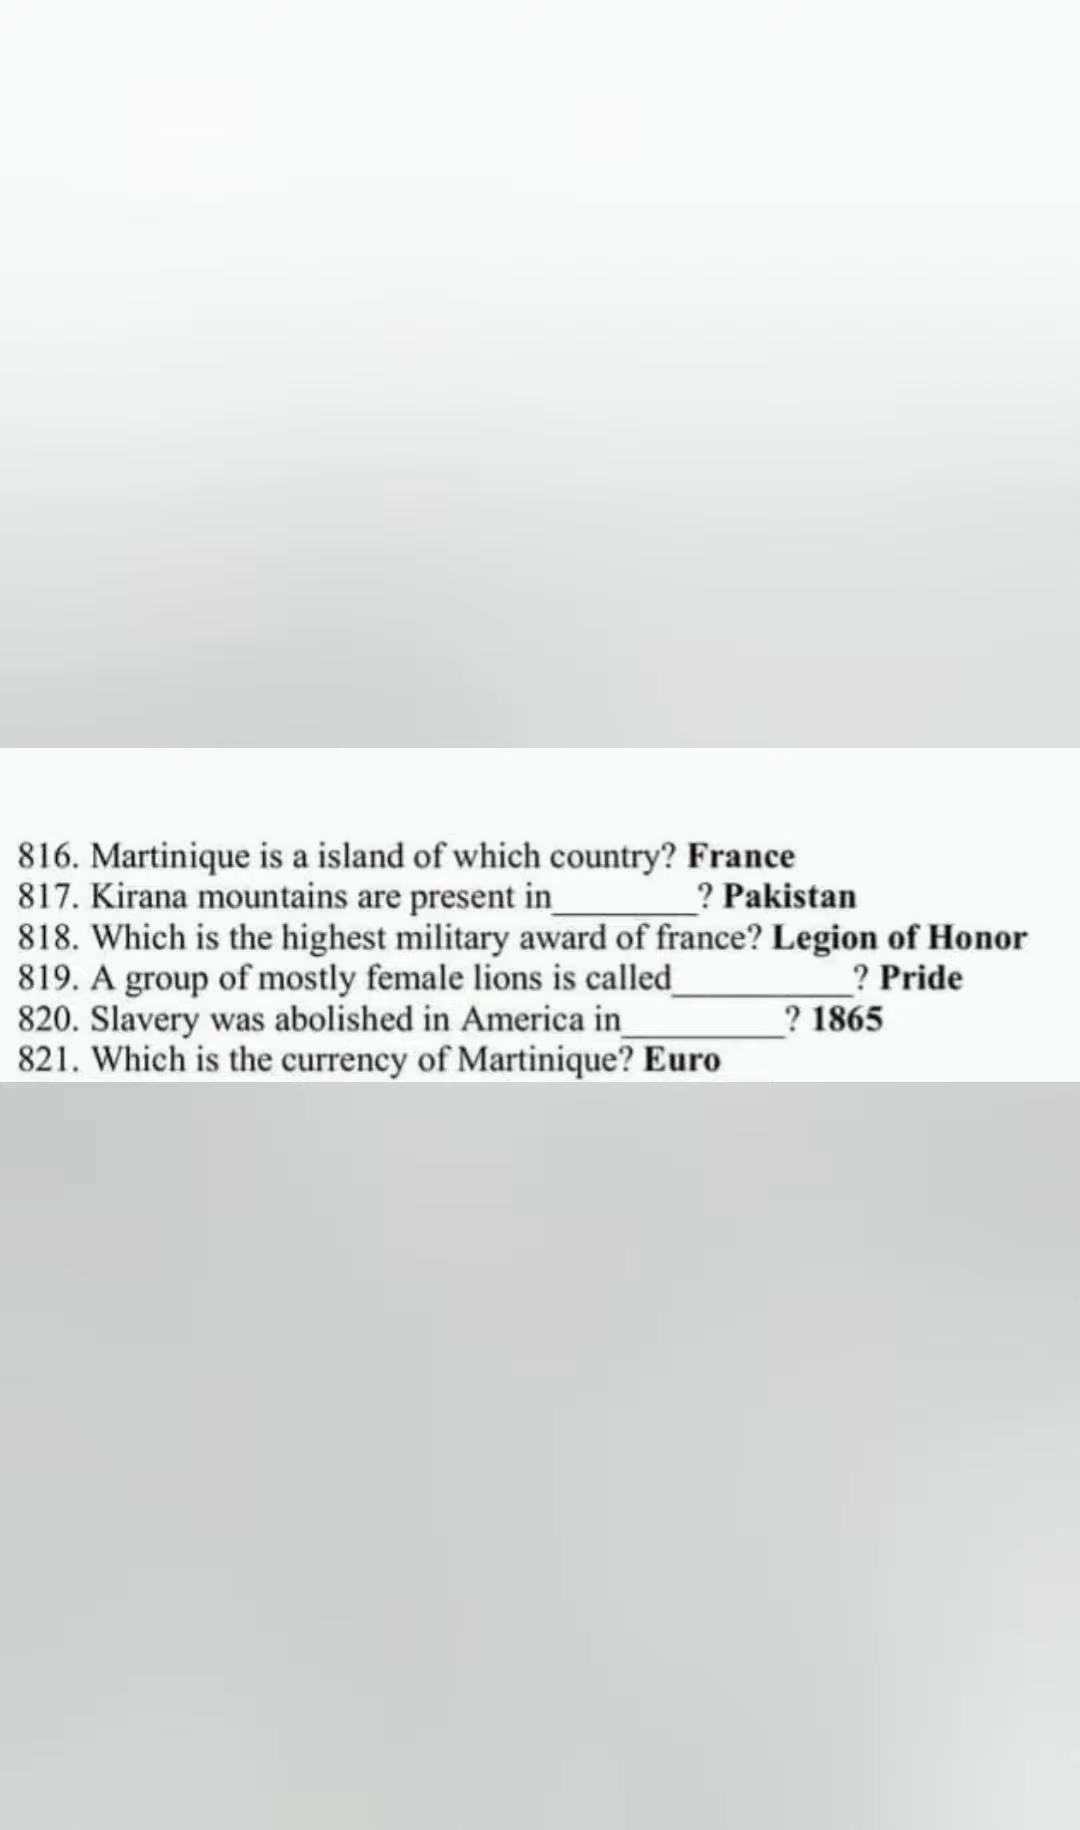 816. Martinique is a island of which country? France
817. Kirana mountains are present in________? Pakistan
818. Which is the highest military award of france? Legion of Honor
819. A group of mostly female lions is called__________? Pride
820. Slavery was abolished in America in_________? 1865
821. Which is the currency of Martinique? Euro